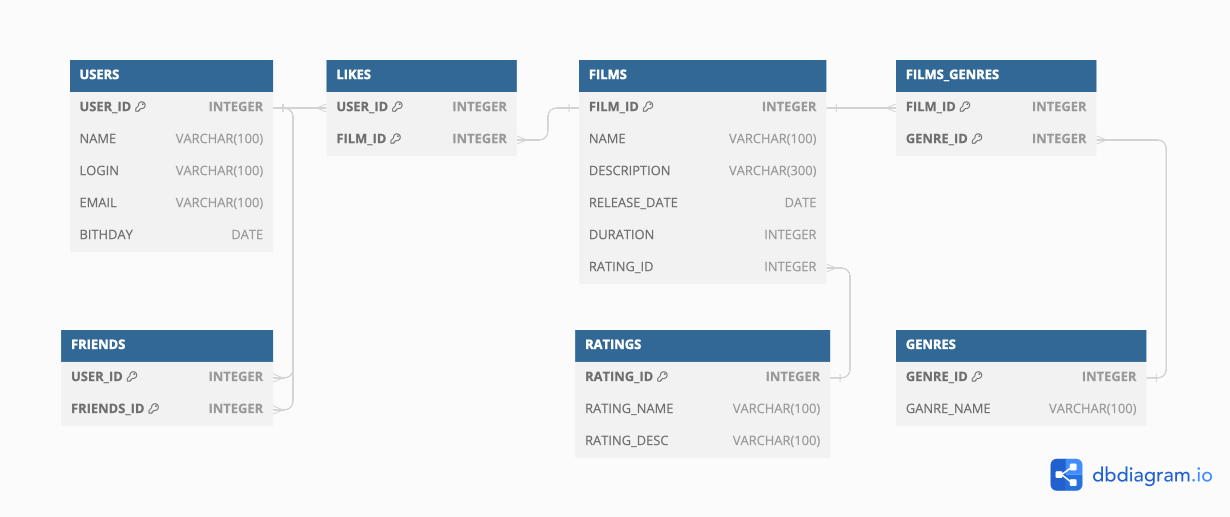 USERS
USER_ID INTEGER
NAME VARCHAR(100)
LOGIN VARCHAR(100)
EMAIL VARCHAR(100)
BITHDAY DATE
LIKES
USER_ID INTEGER
FILM_ID INTEGER
FILMS
FILM_ID INTEGER
NAME VARCHAR(100)
DESCRIPTION VARCHAR(300)
RELEASE_DATE DATE
DURATION INTEGER
RATING_ID INTEGER
FILMS_GENRES
FILM_ID INTEGER
GENRE_ID INTEGER
FRIENDS
USER_ID INTEGER
FRIENDS_ID INTEGER
RATINGS
RATING_ID INTEGER
RATING_NAME VARCHAR(100)
RATING_DESC VARCHAR(100)
GENRES
GENRE_ID INTEGER
GANRE_NAME VARCHAR(100)
dbdiagram.io